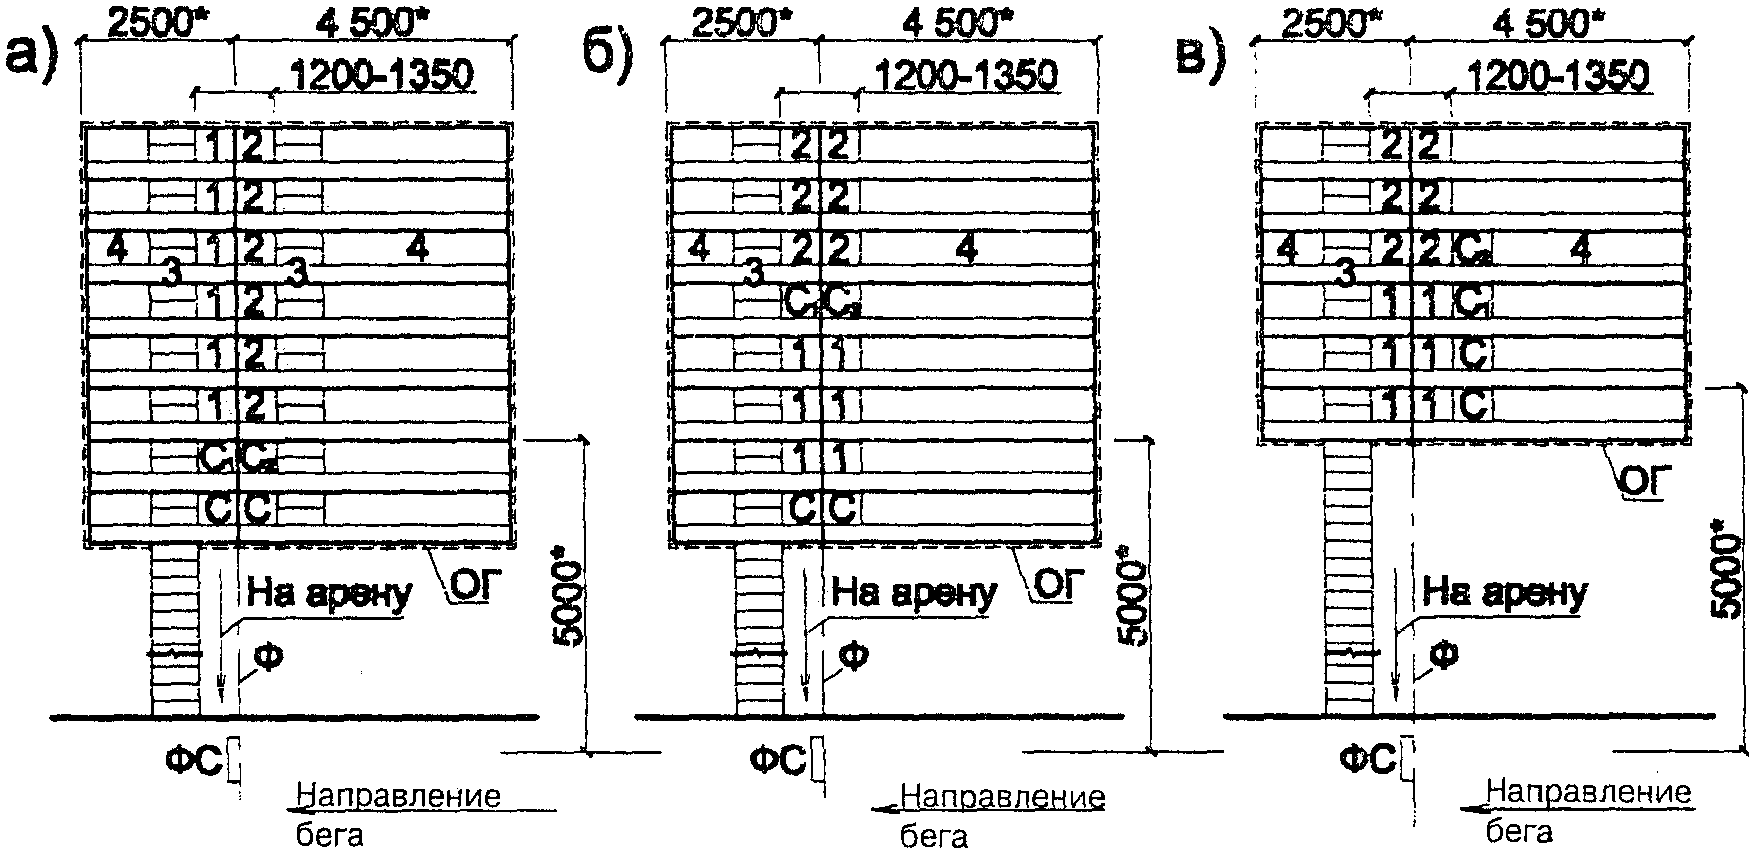 а)
2500*
4 500*
1200-1350
1 2
1 2
4 1 2 4
3 3
1 2
1 2
1 2
С₁ С₂
С С
ОГ
На арену
5000*
Ф
ФС
Направление
бега
б)
2500*
4 500*
1200-1350
2 2
2 2
4 2 2 4
3
С₁ С₂
1 1
1 1
1 1
С С
ОГ
На арену
5000*
Ф
ФС
Направление
бега
в)
2500*
4 500*
1200-1350
2 2
2 2
4 2 2 С₂ 4
3
1 1 С₁
1 1 С
1 1 С
ОГ
На арену
5000*
Ф
ФС
Направление
бега